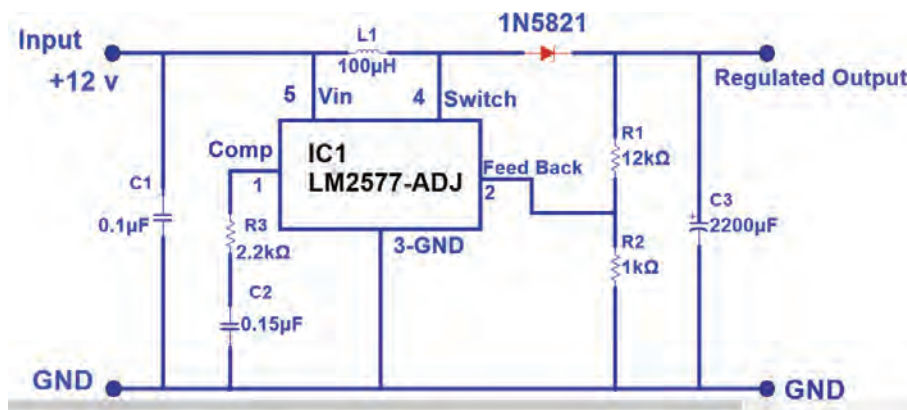 1N5821
Input
L1
+12 v
100µH
Regulated Output
5
Vin
4
Switch
R1
12kΩ
Comp
IC1
Feed Back
1
LM2577-ADJ
2
C1
0.1µF
C3
2200µF
R3
2.2kΩ
3-GND
R2
1kΩ
C2
0.15µF
GND
GND
+